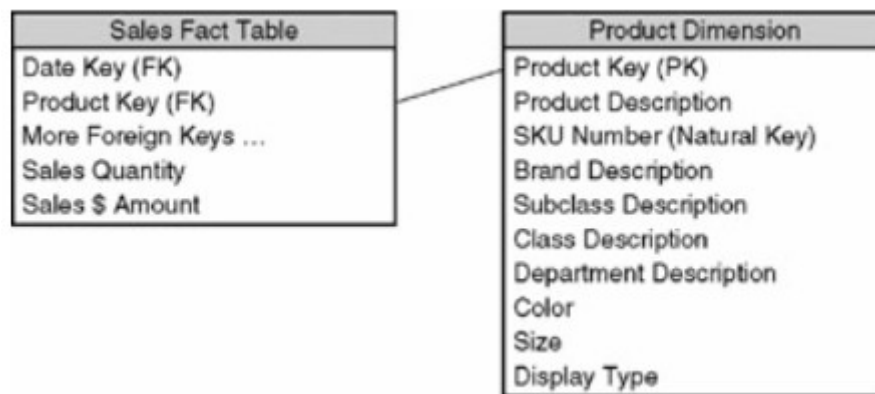 Sales Fact Table
Date Key (FK)
Product Key (FK)
More Foreign Keys ...
Sales Quantity
Sales $ Amount
Product Dimension
Product Key (PK)
Product Description
SKU Number (Natural Key)
Brand Description
Subclass Description
Class Description
Department Description
Color
Size
Display Type